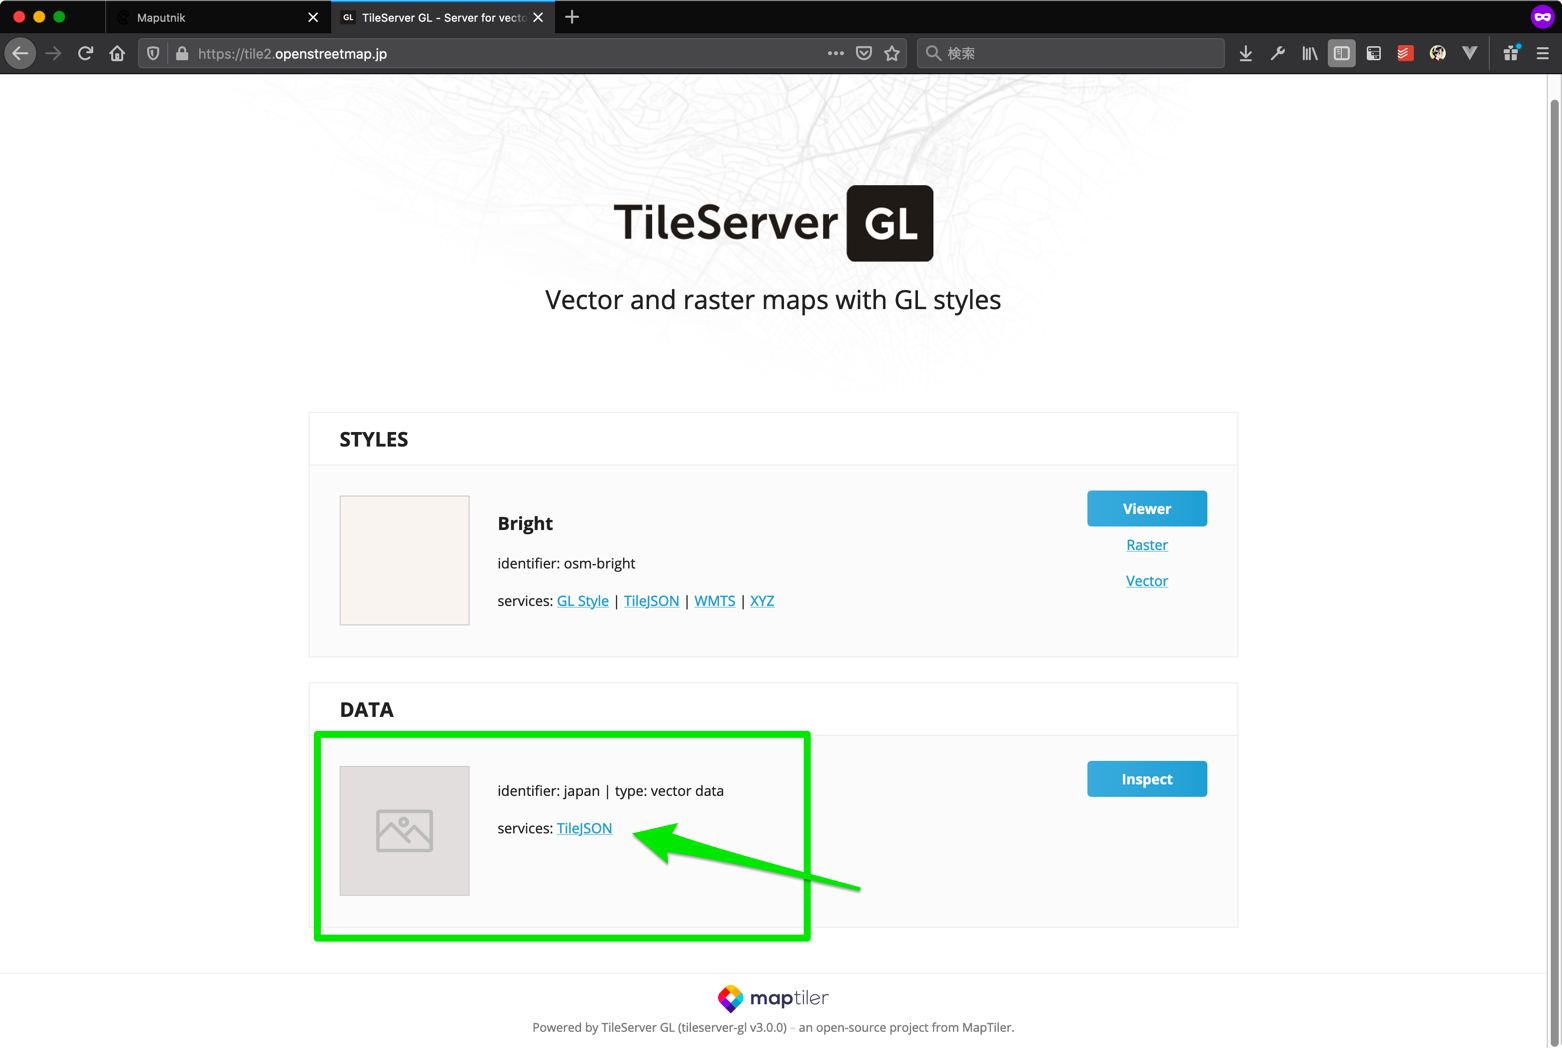 Maputnik
GL TileServer GL - Server for vecto
https://tile2.openstreetmap.jp
検索
TileServer GL
Vector and raster maps with GL styles
STYLES
Bright
identifier: osm-bright
services: GL Style | TileJSON | WMTS | XYZ
Viewer
Raster
Vector
DATA
identifier: japan | type: vector data
services: TileJSON
Inspect
maptiler
Powered by TileServer GL (tileserver-gl v3.0.0) – an open-source project from MapTiler.